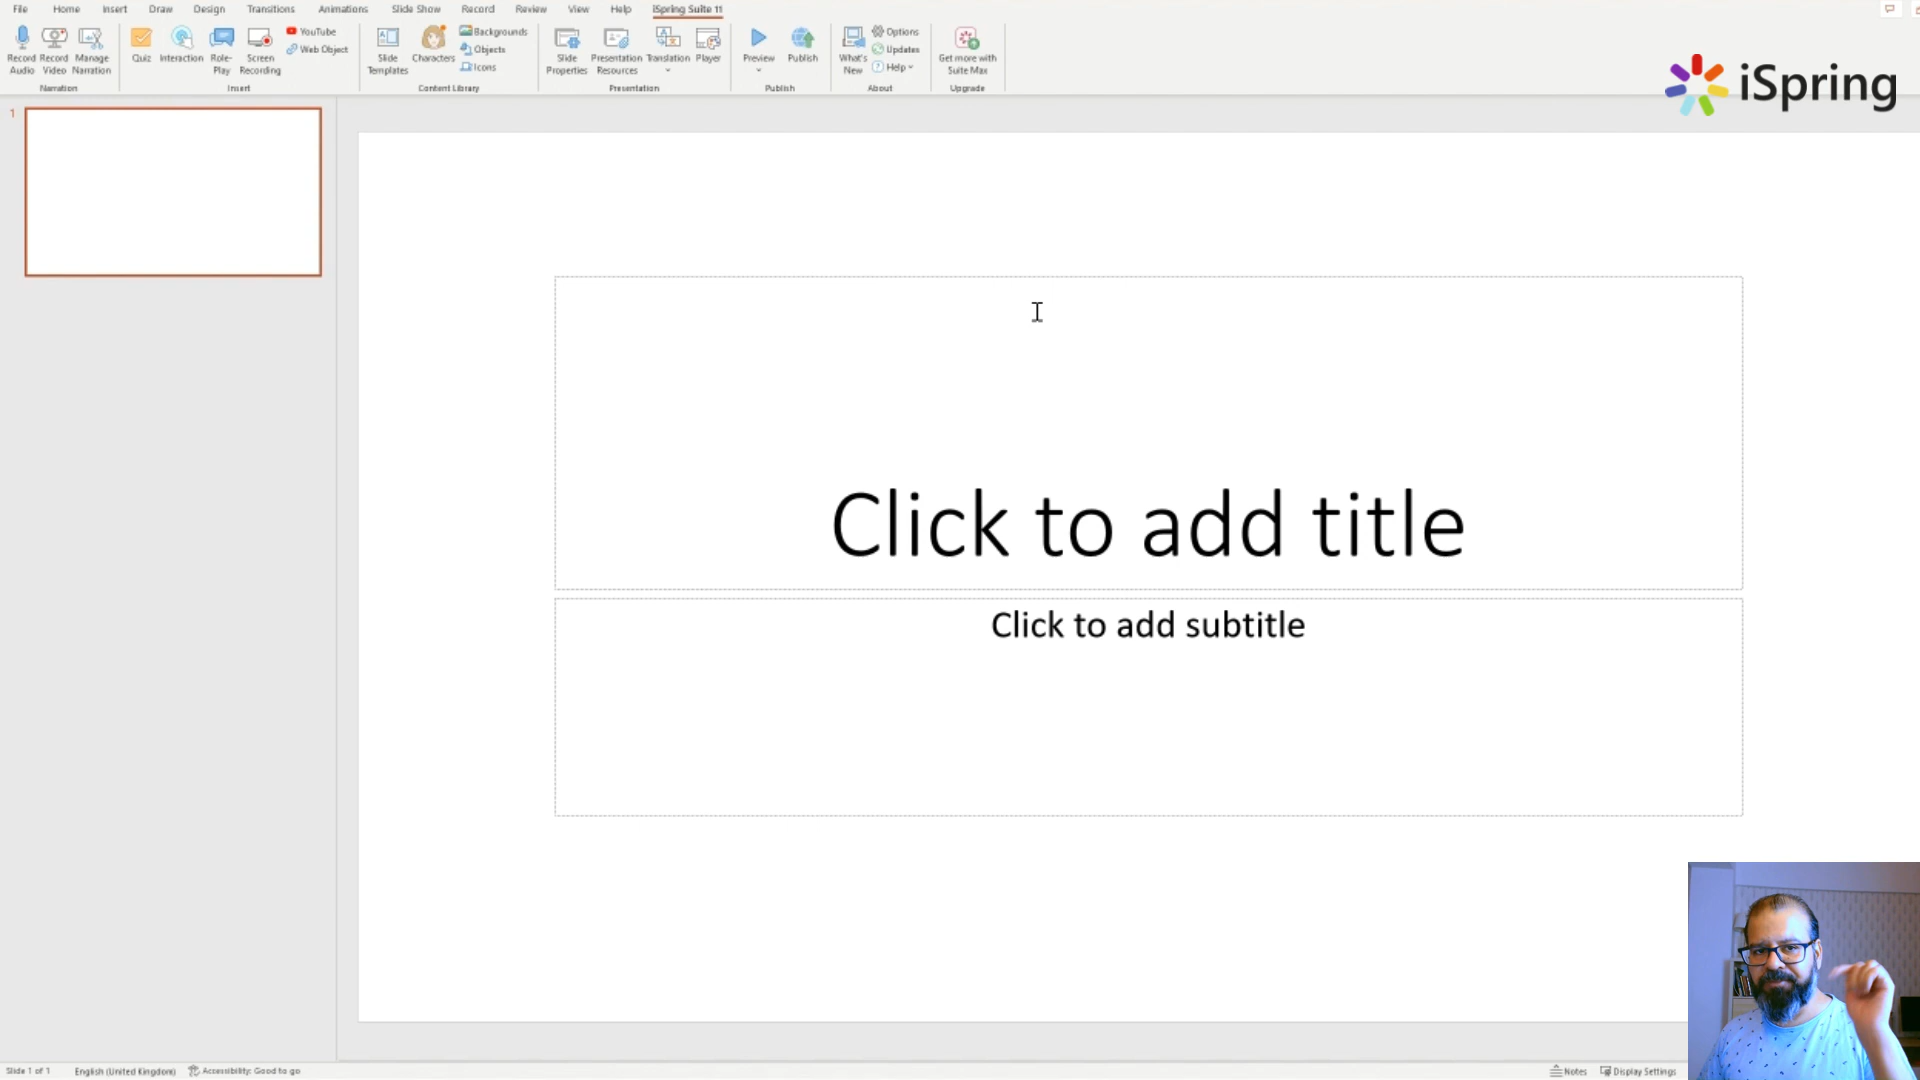 File Home Insert Draw Design Transitions Animations Slide Show Record Review View Help iSpring Suite 11
Record Audio
Record Video
Manage Narration
Narration
Quiz
Interaction
Role-Play
Screen Recording
YouTube
Web Object
Insert
Slide Templates
Characters
Backgrounds
Objects
Icons
Content Library
Slide Properties
Presentation Resources
Translation
Player
Presentation
Preview
Publish
Publish
What's New
Options
Updates
Help
About
Get more with Suite Max
Upgrade
iSpring
1
Click to add title
Click to add subtitle
Slide 1 of 1 English (United Kingdom) Accessibility: Good to go Notes Display Settings